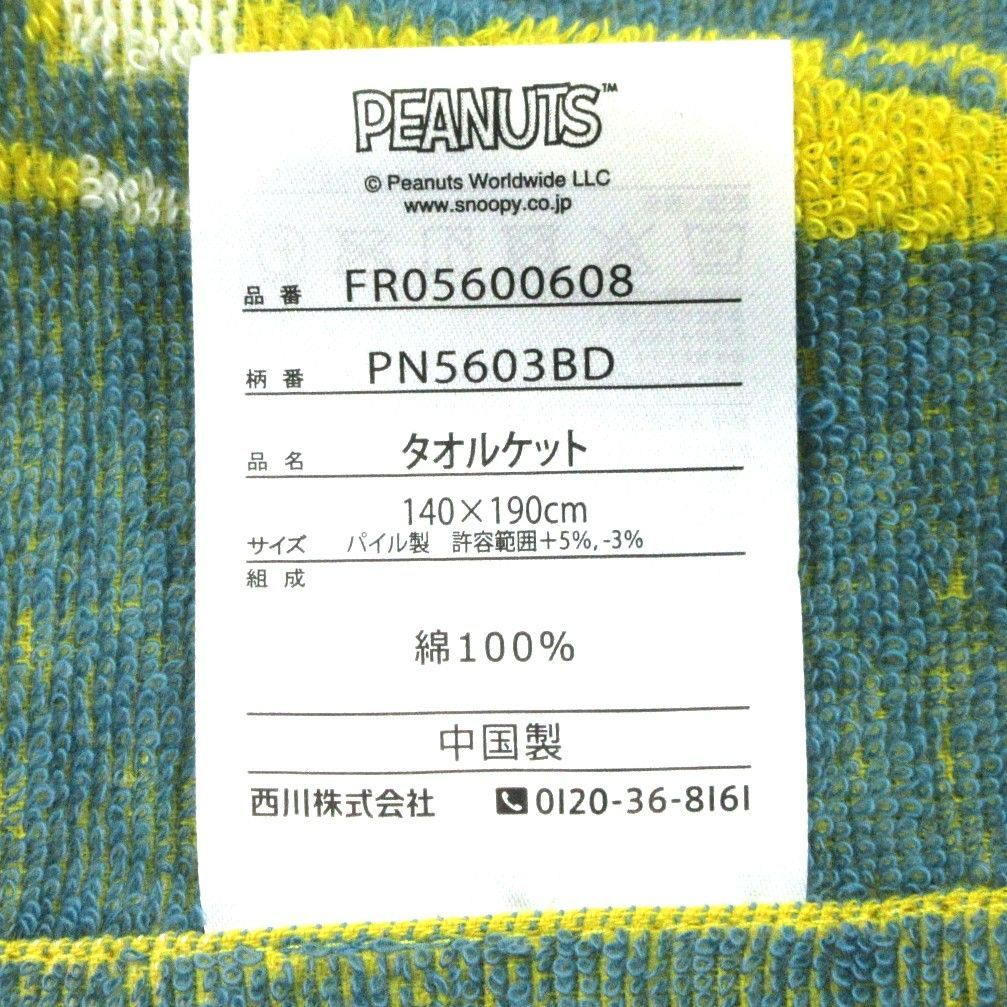 PEANUTS™
© Peanuts Worldwide LLC
www.snoopy.co.jp
品番 FR05600608
柄番 PN5603BD
品名 タオルケット
140×190cm
サイズ パイル製 許容範囲+5%,-3%
組成
綿100%
中国製
西川株式会社 0120-36-8161